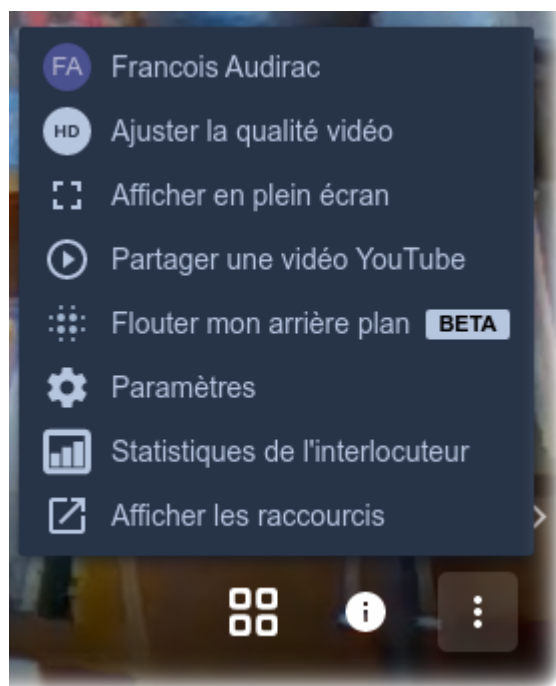 FA Francois Audirac
HD Ajuster la qualité vidéo
Afficher en plein écran
Partager une vidéo YouTube
Flouter mon arrière plan BETA
Paramètres
Statistiques de l'interlocuteur
Afficher les raccourcis